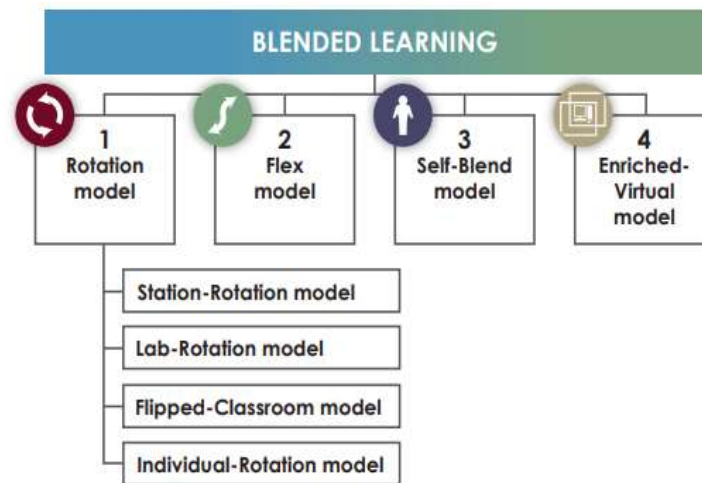 BLENDED LEARNING
1
Rotation
model
2
Flex
model
3
Self-Blend
model
4
Enriched-
Virtual
model
Station-Rotation model
Lab-Rotation model
Flipped-Classroom model
Individual-Rotation model